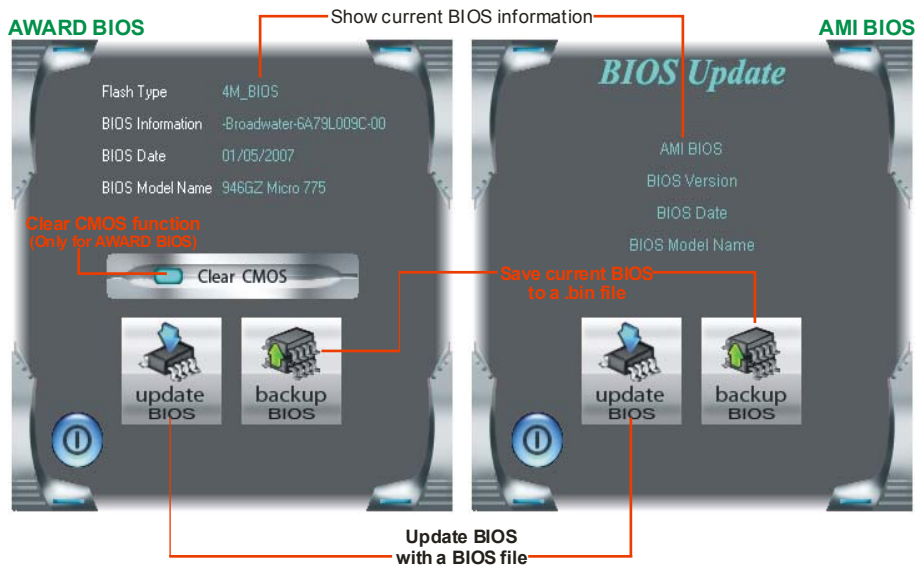 Show current BIOS information
AWARD BIOS
AMI BIOS
Flash Type 4M_BIOS
BIOS Information -Broadwater-6A79L009C-00
BIOS Date 01/05/2007
BIOS Model Name 946GZ Micro 775
Clear CMOS function
(Only for AWARD BIOS)
Clear CMOS
update
BIOS
backup
BIOS
BIOS Update
AMI BIOS
BIOS Version
BIOS Date
BIOS Model Name
Save current BIOS
to a .bin file
update
BIOS
backup
BIOS
Update BIOS
with a BIOS file